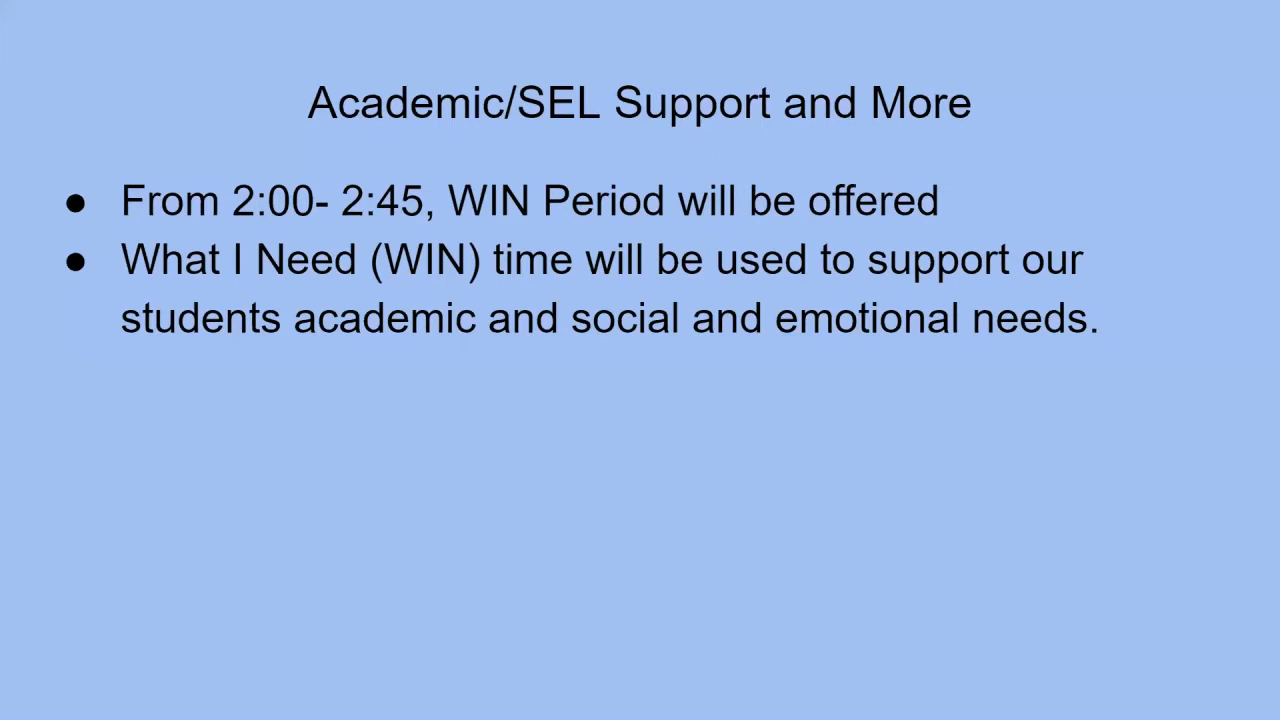 Academic/SEL Support and More
● From 2:00- 2:45, WIN Period will be offered
● What I Need (WIN) time will be used to support our
students academic and social and emotional needs.